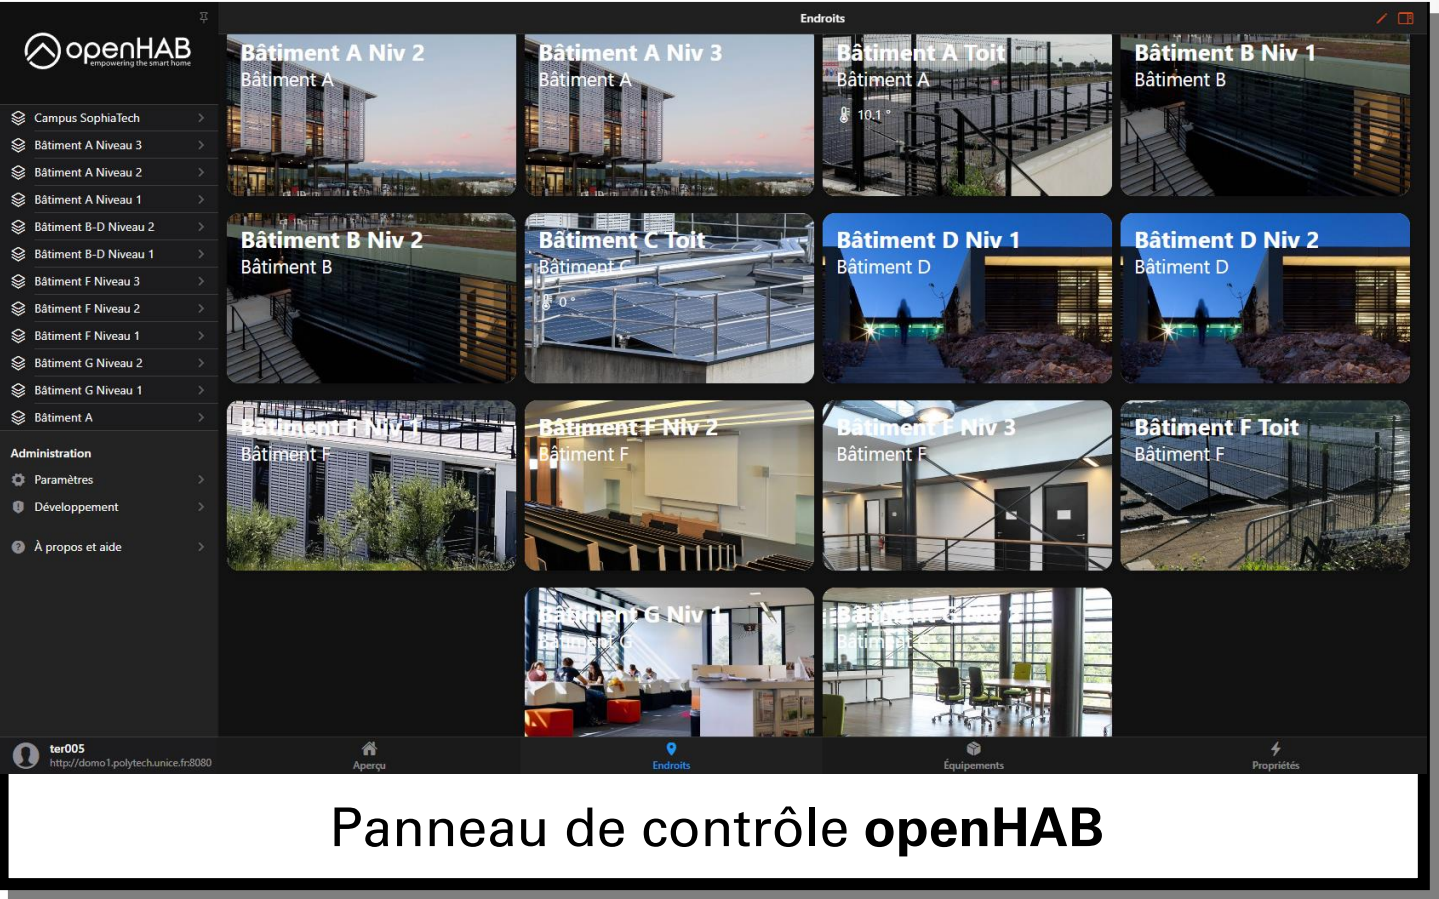 openHAB
empowering the smart home
Campus SophiaTech
Bâtiment A Niveau 3
Bâtiment A Niveau 2
Bâtiment A Niveau 1
Bâtiment B-D Niveau 2
Bâtiment B-D Niveau 1
Bâtiment F Niveau 3
Bâtiment F Niveau 2
Bâtiment F Niveau 1
Bâtiment G Niveau 2
Bâtiment G Niveau 1
Bâtiment A
Administration
Paramètres
Développement
À propos et aide
ter005
http://domo1.polytech.unice.fr:8080
Endroits
Bâtiment A Niv 2
Bâtiment A
Bâtiment A Niv 3
Bâtiment A
Bâtiment A Toit
Bâtiment A
10.1 °
Bâtiment B Niv 1
Bâtiment B
Bâtiment B Niv 2
Bâtiment B
Bâtiment C Toit
Bâtiment C
0 °
Bâtiment D Niv 1
Bâtiment D
Bâtiment D Niv 2
Bâtiment D
Bâtiment F Niv 1
Bâtiment F
Bâtiment F Niv 2
Bâtiment F
Bâtiment F Niv 3
Bâtiment F
Bâtiment F Toit
Bâtiment F
Bâtiment G Niv 1
Bâtiment G
Bâtiment G Niv 2
Bâtiment
Aperçu
Endroits
Équipements
Propriétés
Panneau de contrôle openHAB